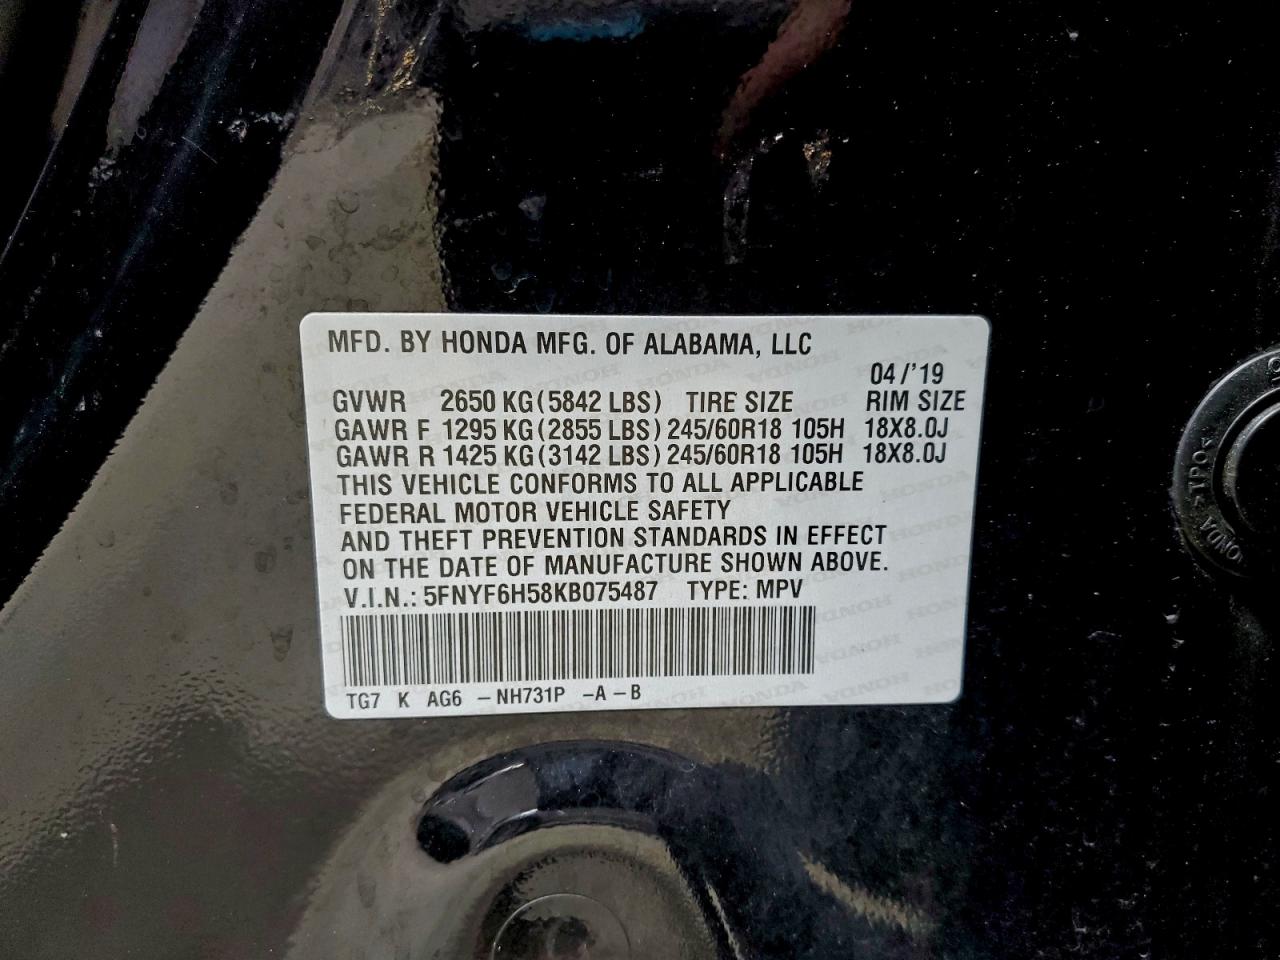 MFD. BY HONDA MFG. OF ALABAMA, LLC
04/'19
GVWR 2650 KG(5842 LBS) TIRE SIZE RIM SIZE
GAWR F 1295 KG(2855 LBS) 245/60R18 105H 18X8.0J
GAWR R 1425 KG(3142 LBS) 245/60R18 105H 18X8.0J
THIS VEHICLE CONFORMS TO ALL APPLICABLE
FEDERAL MOTOR VEHICLE SAFETY
AND THEFT PREVENTION STANDARDS IN EFFECT
ON THE DATE OF MANUFACTURE SHOWN ABOVE.
V.I.N.: 5FNYF6H58KB075487 TYPE: MPV
TG7 K AG6 -NH731P -A-B